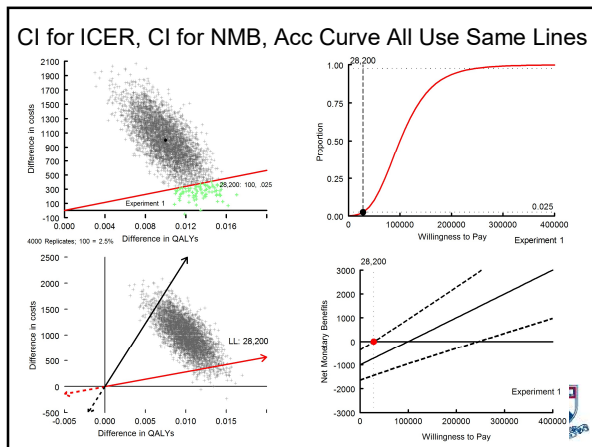 CI for ICER, CI for NMB, Acc Curve All Use Same Lines
Difference in costs
2100
1900
1700
1500
1300
1100
900
700
500
300
100
-100
28,200: 100, .025
Experiment 1
0.000 0.004 0.008 0.012 0.016
Difference in QALYs
4000 Replicates; 100 = 2.5%
28,200
Proportion
1.00
0.75
0.50
0.25
0.00
0.025
0 100000 200000 300000 400000
Willingness to Pay
Experiment 1
Difference in costs
2500
2000
1500
1000
500
0
-500
LL: 28,200
-0.005 0.000 0.005 0.010 0.015
Difference in QALYs
28,200
Net Monetary Benefits
3000
2000
1000
0
-1000
-2000
-3000
Experiment 1
0 100000 200000 300000 400000
Willingness to Pay